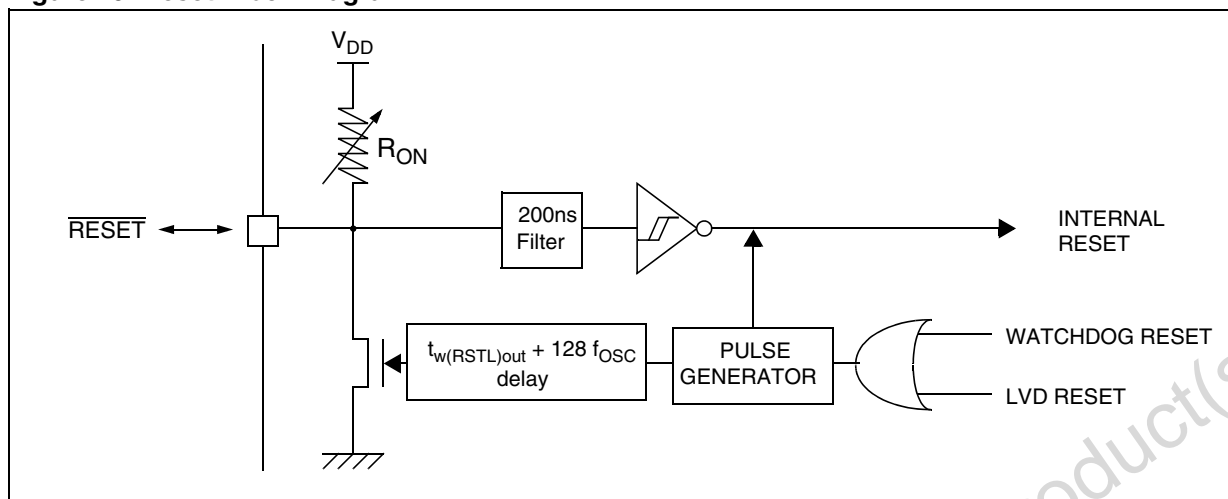 V_DD
R_ON
RESET
200ns
Filter
INTERNAL
RESET
t_w(RSTL)out + 128 f_OSC
delay
PULSE
GENERATOR
WATCHDOG RESET
LVD RESET